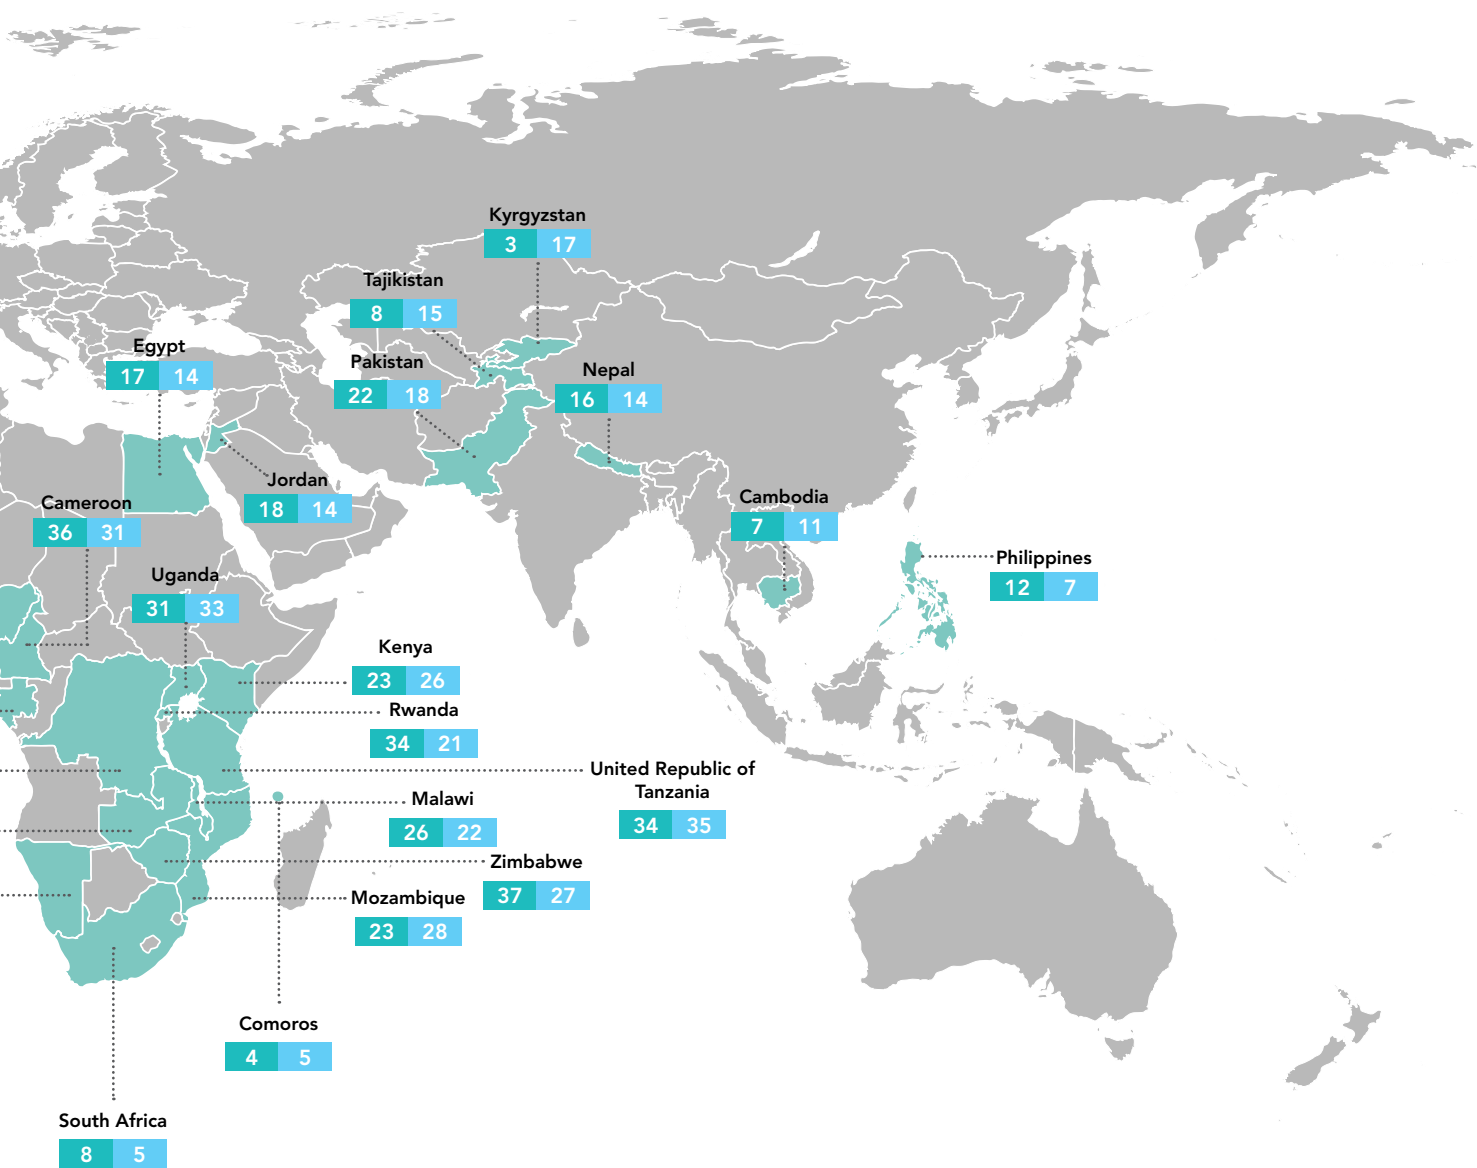 Kyrgyzstan
3 17
Tajikistan
8 15
Egypt
17 14
Pakistan
22 18
Nepal
16 14
Jordan
18 14
Cameroon
36 31
Cambodia
7 11
Philippines
12 7
Uganda
31 33
Kenya
23 26
Rwanda
34 21
United Republic of
Tanzania
34 35
Malawi
26 22
Zimbabwe
37 27
Mozambique
23 28
Comoros
4 5
South Africa
8 5